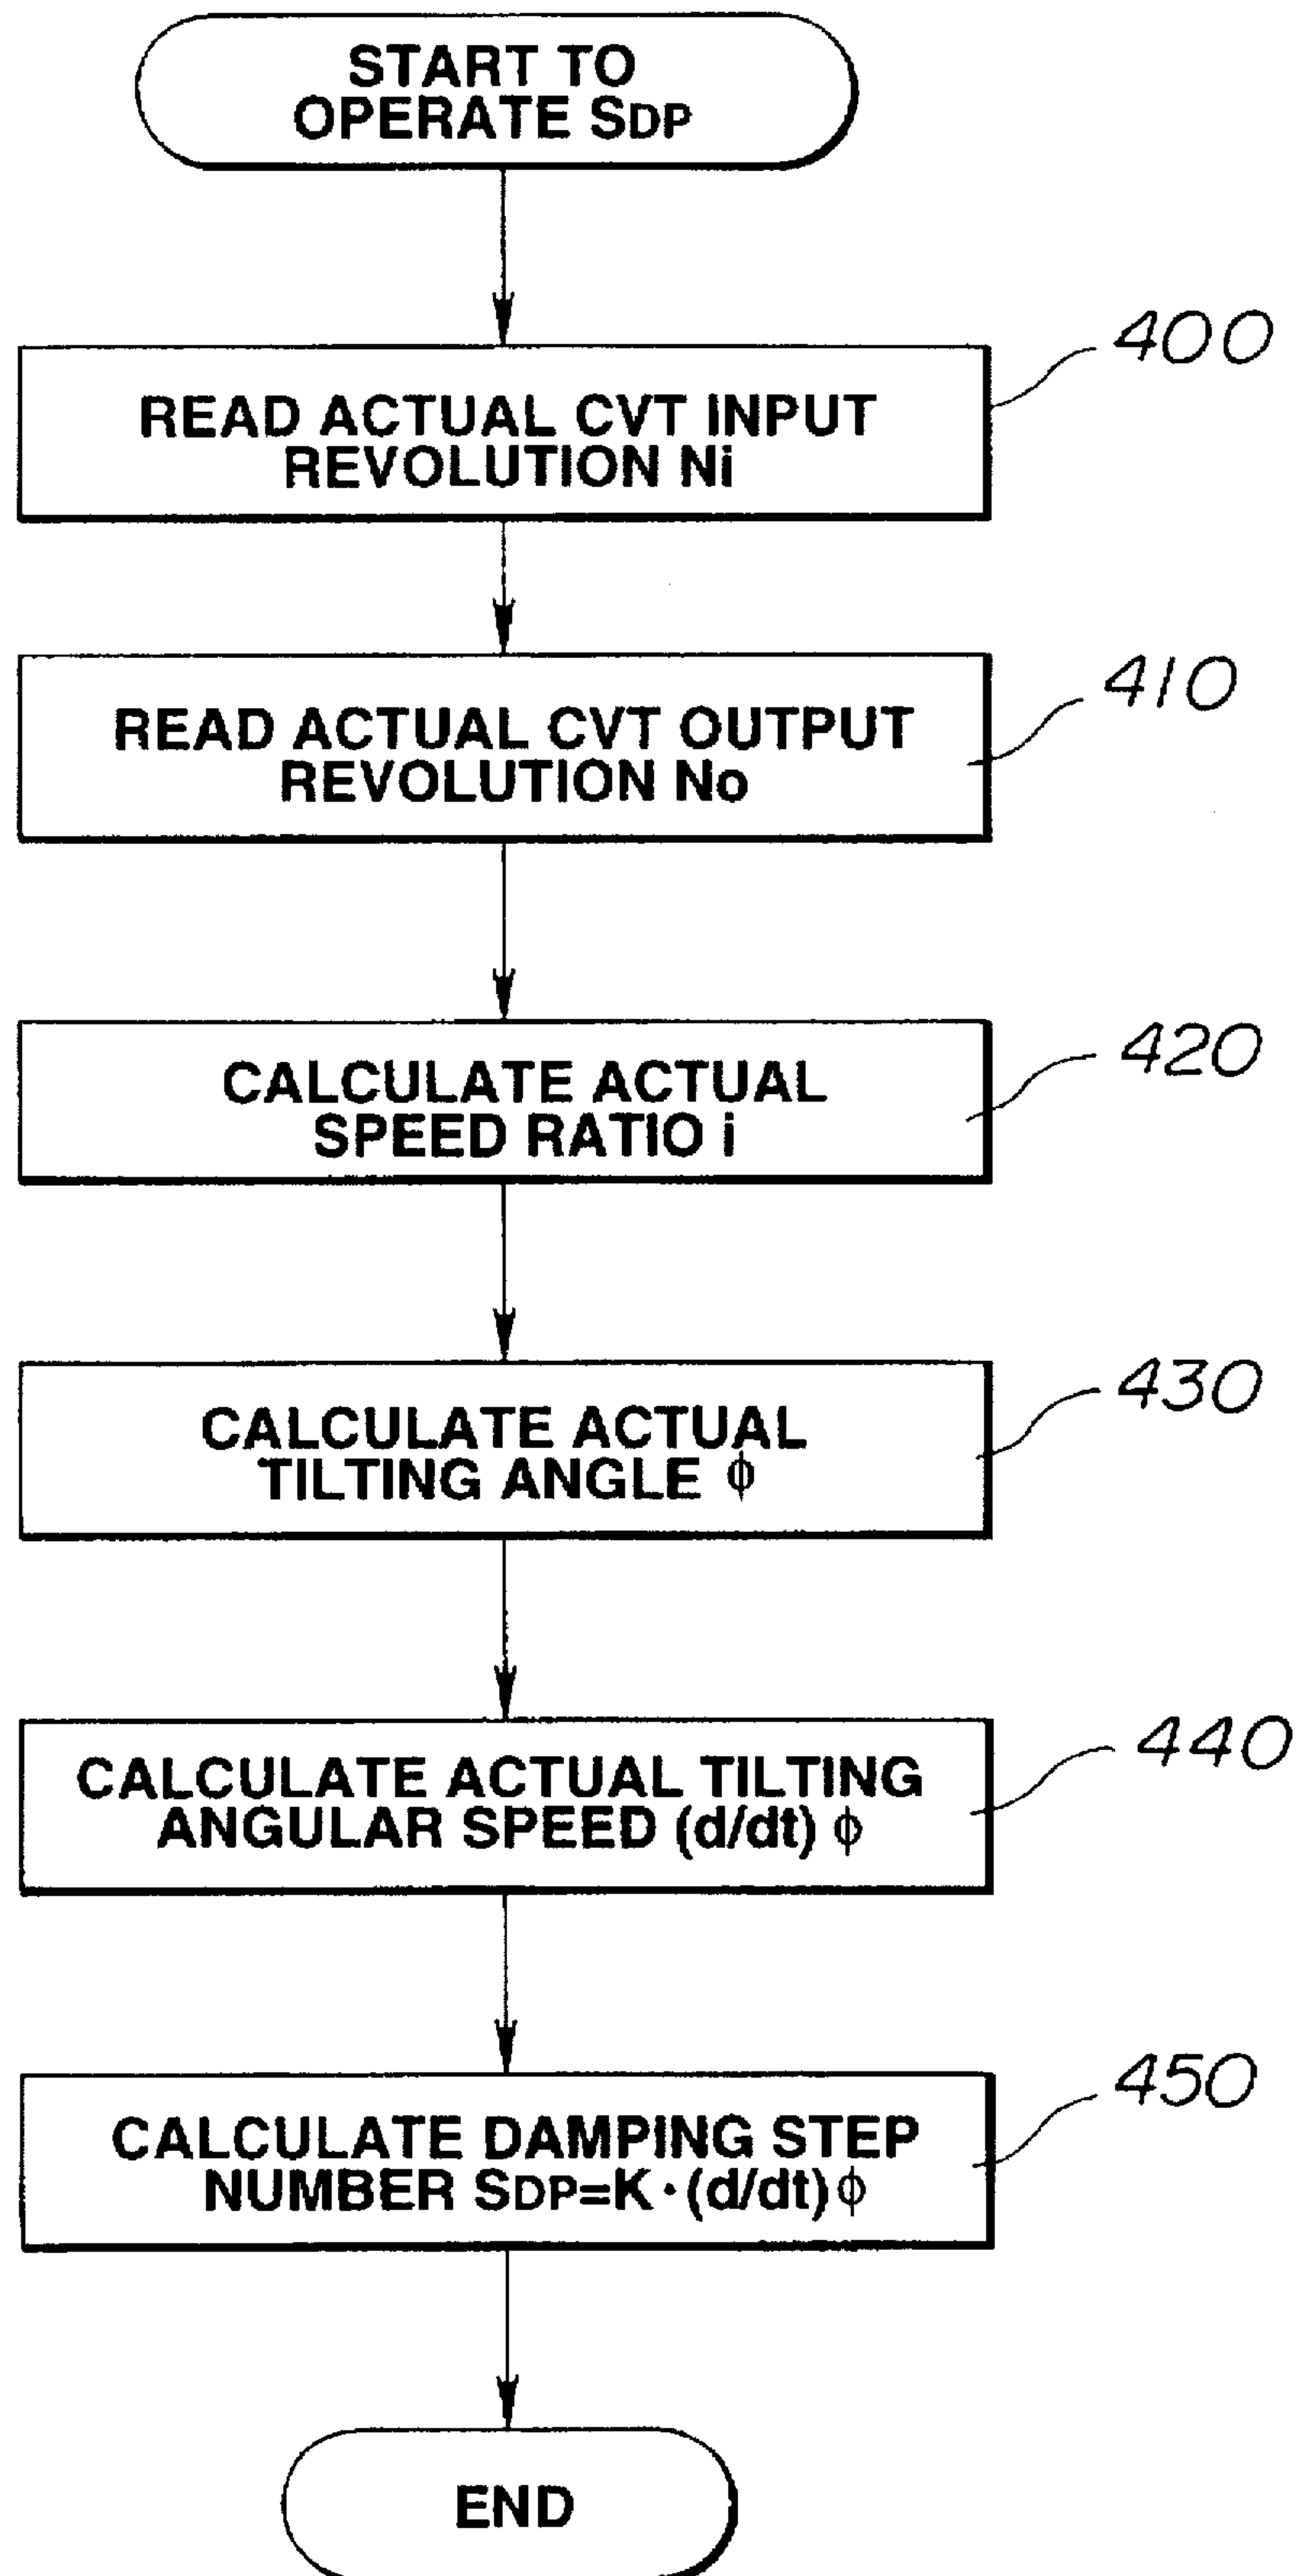 START TO
OPERATE SDP
400
READ ACTUAL CVT INPUT
REVOLUTION Ni
410
READ ACTUAL CVT OUTPUT
REVOLUTION No
420
CALCULATE ACTUAL
SPEED RATIO i
430
CALCULATE ACTUAL
TILTING ANGLE ϕ
440
CALCULATE ACTUAL TILTING
ANGULAR SPEED (d/dt) ϕ
450
CALCULATE DAMPING STEP
NUMBER SDP=K·(d/dt)ϕ
END